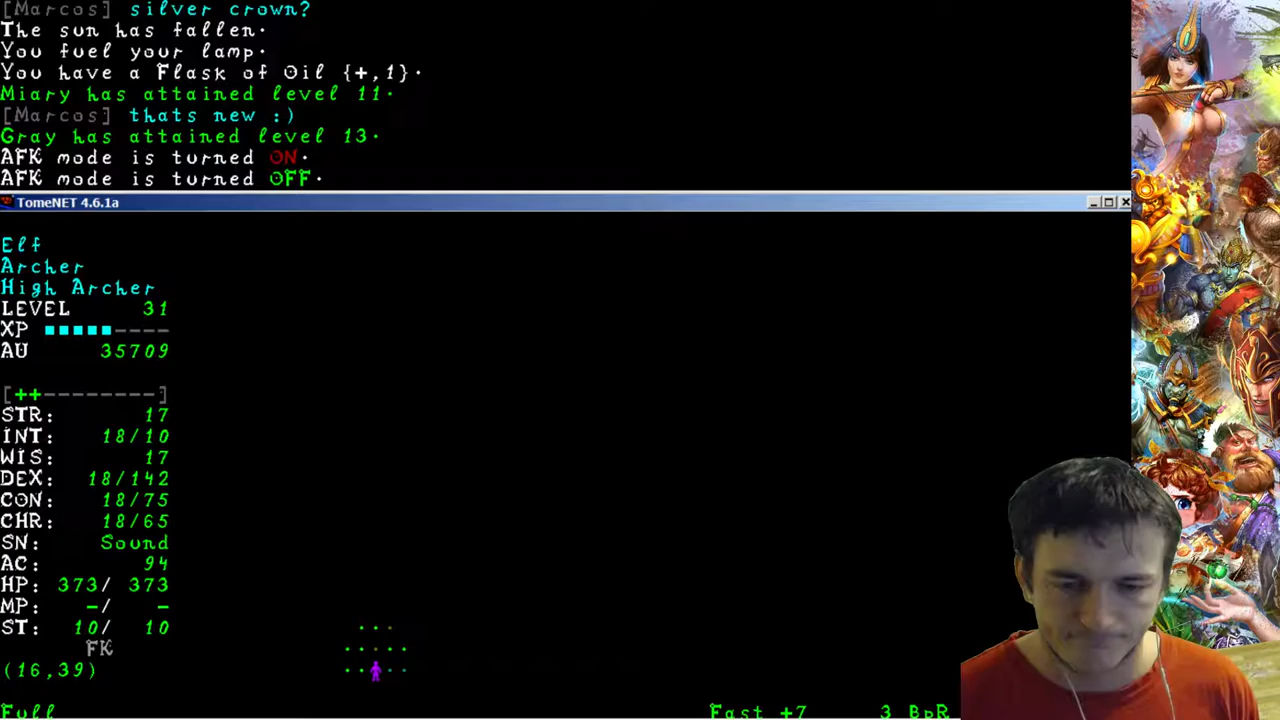 [Marcos] silver crown?
The sun has fallen.
You fuel your lamp.
You have a Flask of Oil {+,1}.
Miary has attained level 11.
[Marcos] thats new :)
Gray has attained level 13.
AFK mode is turned ON.
AFK mode is turned OFF.
TomeNET 4.6.1a
Elf
Archer
High Archer
LEVEL 31
XP
AU 35709
[++---------]
STR: 17
INT: 18/10
WIS: 17
DEX: 18/142
CON: 18/75
CHR: 18/65
SN: Sound
AC: 94
HP: 373/ 373
MP: -/ -
ST: 10/ 10
FK
(16,39)
Full Fast +7 3 BpR